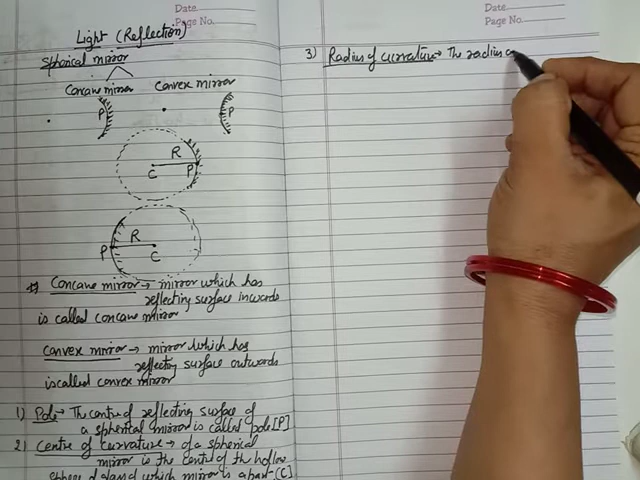 Date
Page No.
Light (Reflection)
Spherical mirror
Concave mirror convex mirror
P P
R
C P
R
P C
Concave mirror → mirror which has
reflecting surface inwards
is called concave mirror
convex mirror → mirror which has
reflecting surface outwards
is called convex mirror
1) Pole → The centre of reflecting surface of
a spherical mirror is called pole [P]
2) Centre of curvature → of a spherical
mirror is the centre of the hollow
sphere of which mirror is a part [C]
Date
Page No.
3) Radius of curvature → The radius